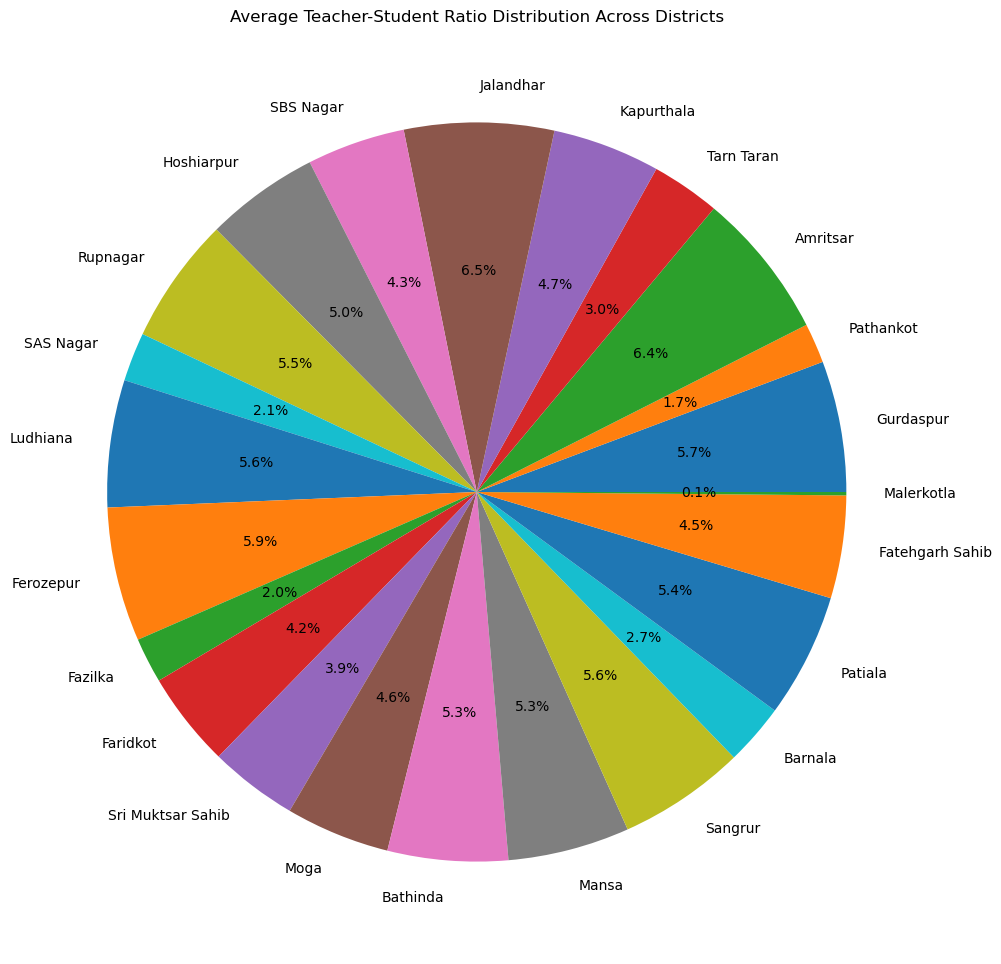 Average Teacher-Student Ratio Distribution Across Districts
Jalandhar
SBS Nagar
Kapurthala
Hoshiarpur
Tarn Taran
Rupnagar
Amritsar
SAS Nagar
Pathankot
Ludhiana
Gurdaspur
Malerkotla
Fatehgarh Sahib
Ferozepur
Patiala
Fazilka
Faridkot
Barnala
Sri Muktsar Sahib
Sangrur
Moga
Mansa
Bathinda
6.5%
4.3%
4.7%
5.0%
3.0%
5.5%
6.4%
2.1%
1.7%
5.6%
5.7%
0.1%
4.5%
5.9%
5.4%
2.0%
4.2%
2.7%
3.9%
5.6%
4.6%
5.3%
5.3%